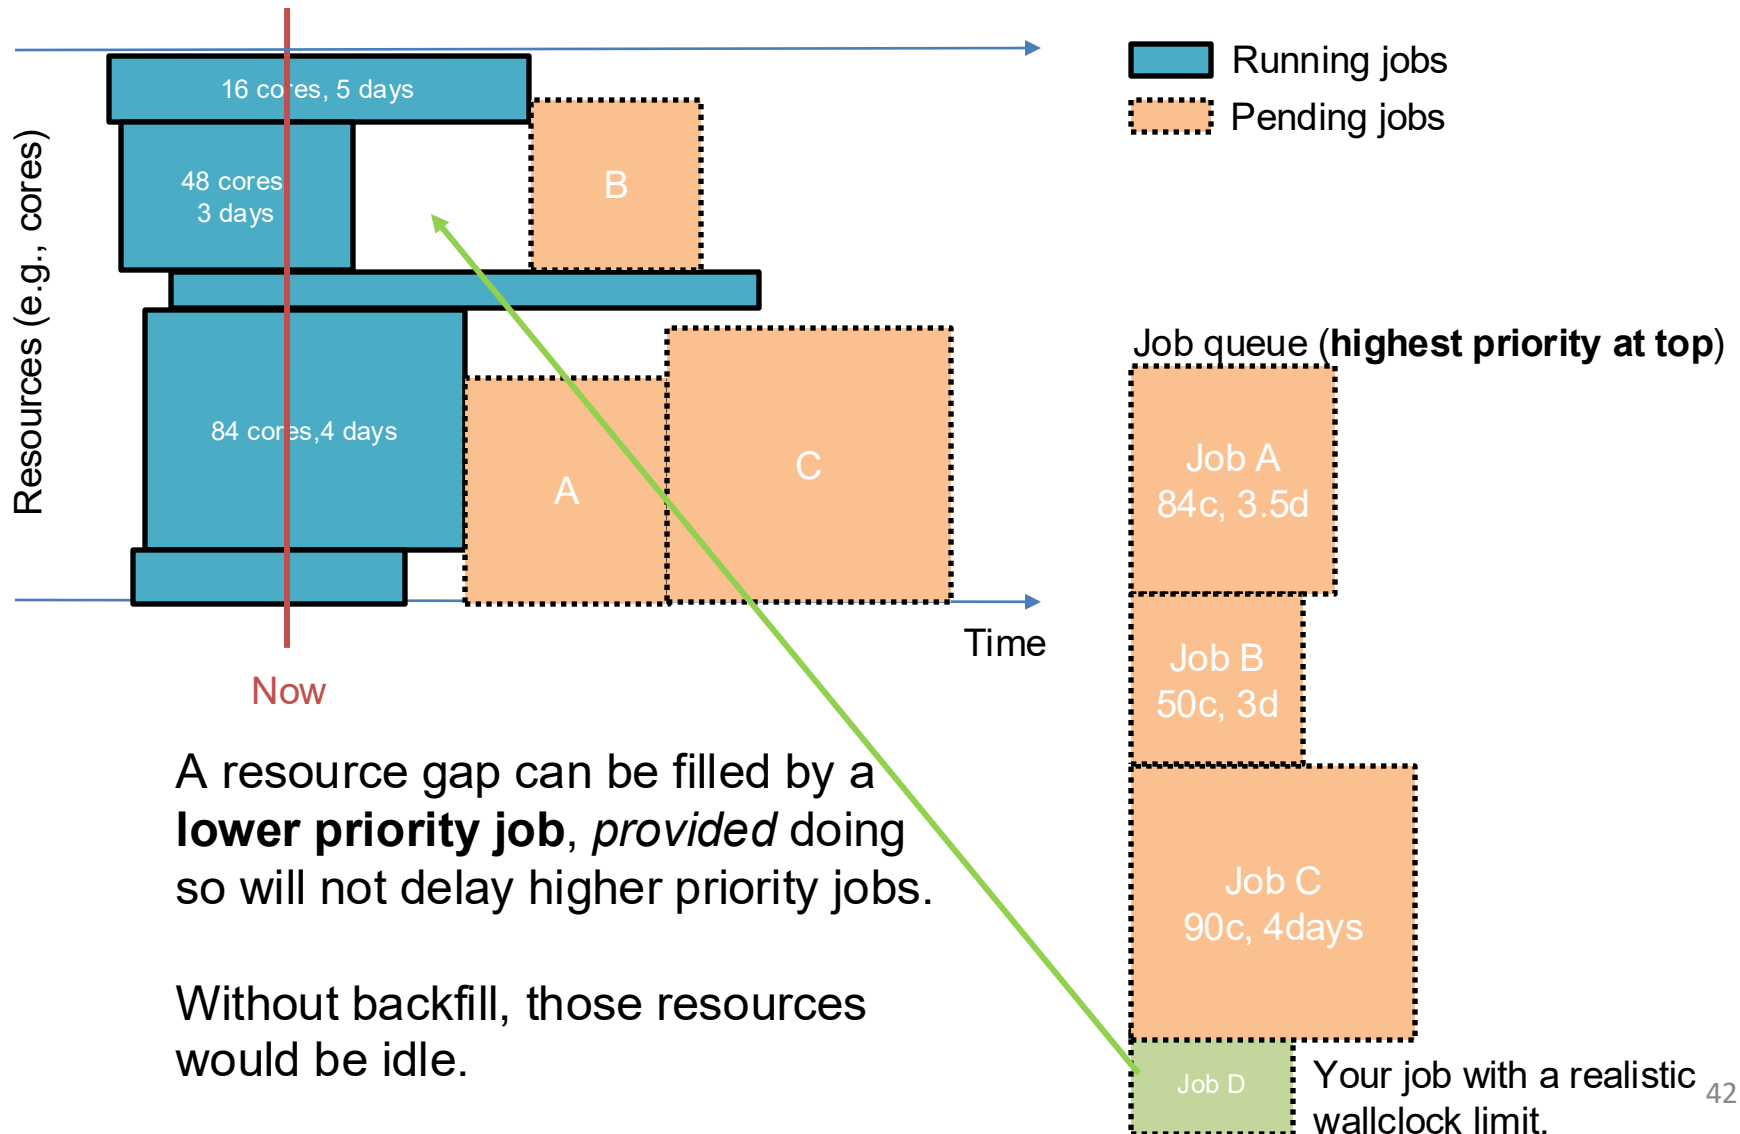 16 cores, 5 days
48 cores
3 days
84 cores,4 days
B
A
C
Resources (e.g., cores)
Time
Now
Running jobs
Pending jobs
Job queue (highest priority at top)
Job A
84c, 3.5d
Job B
50c, 3d
Job C
90c, 4days
Job D
Your job with a realistic
wallclock limit.
A resource gap can be filled by a
lower priority job, provided doing
so will not delay higher priority jobs.
Without backfill, those resources
would be idle.
42